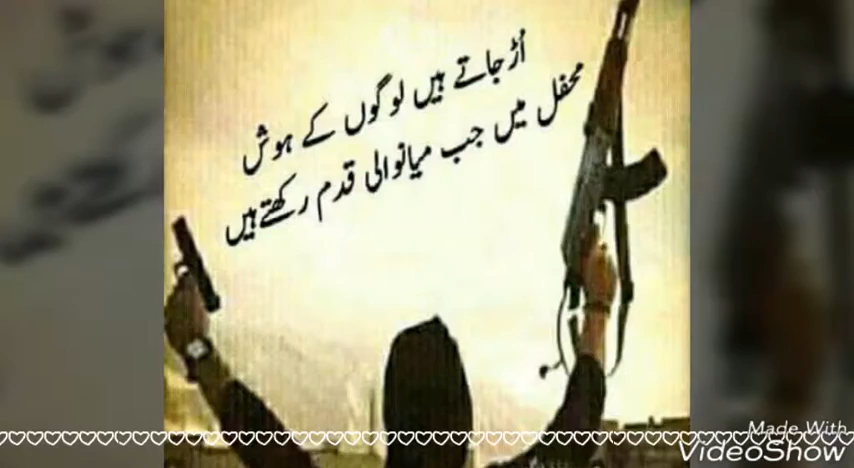 اُڑ جاتے ہیں لوگوں کے ہوش
محفل میں جب میانوالی قدم رکھتے ہیں
Made With
VideoShow